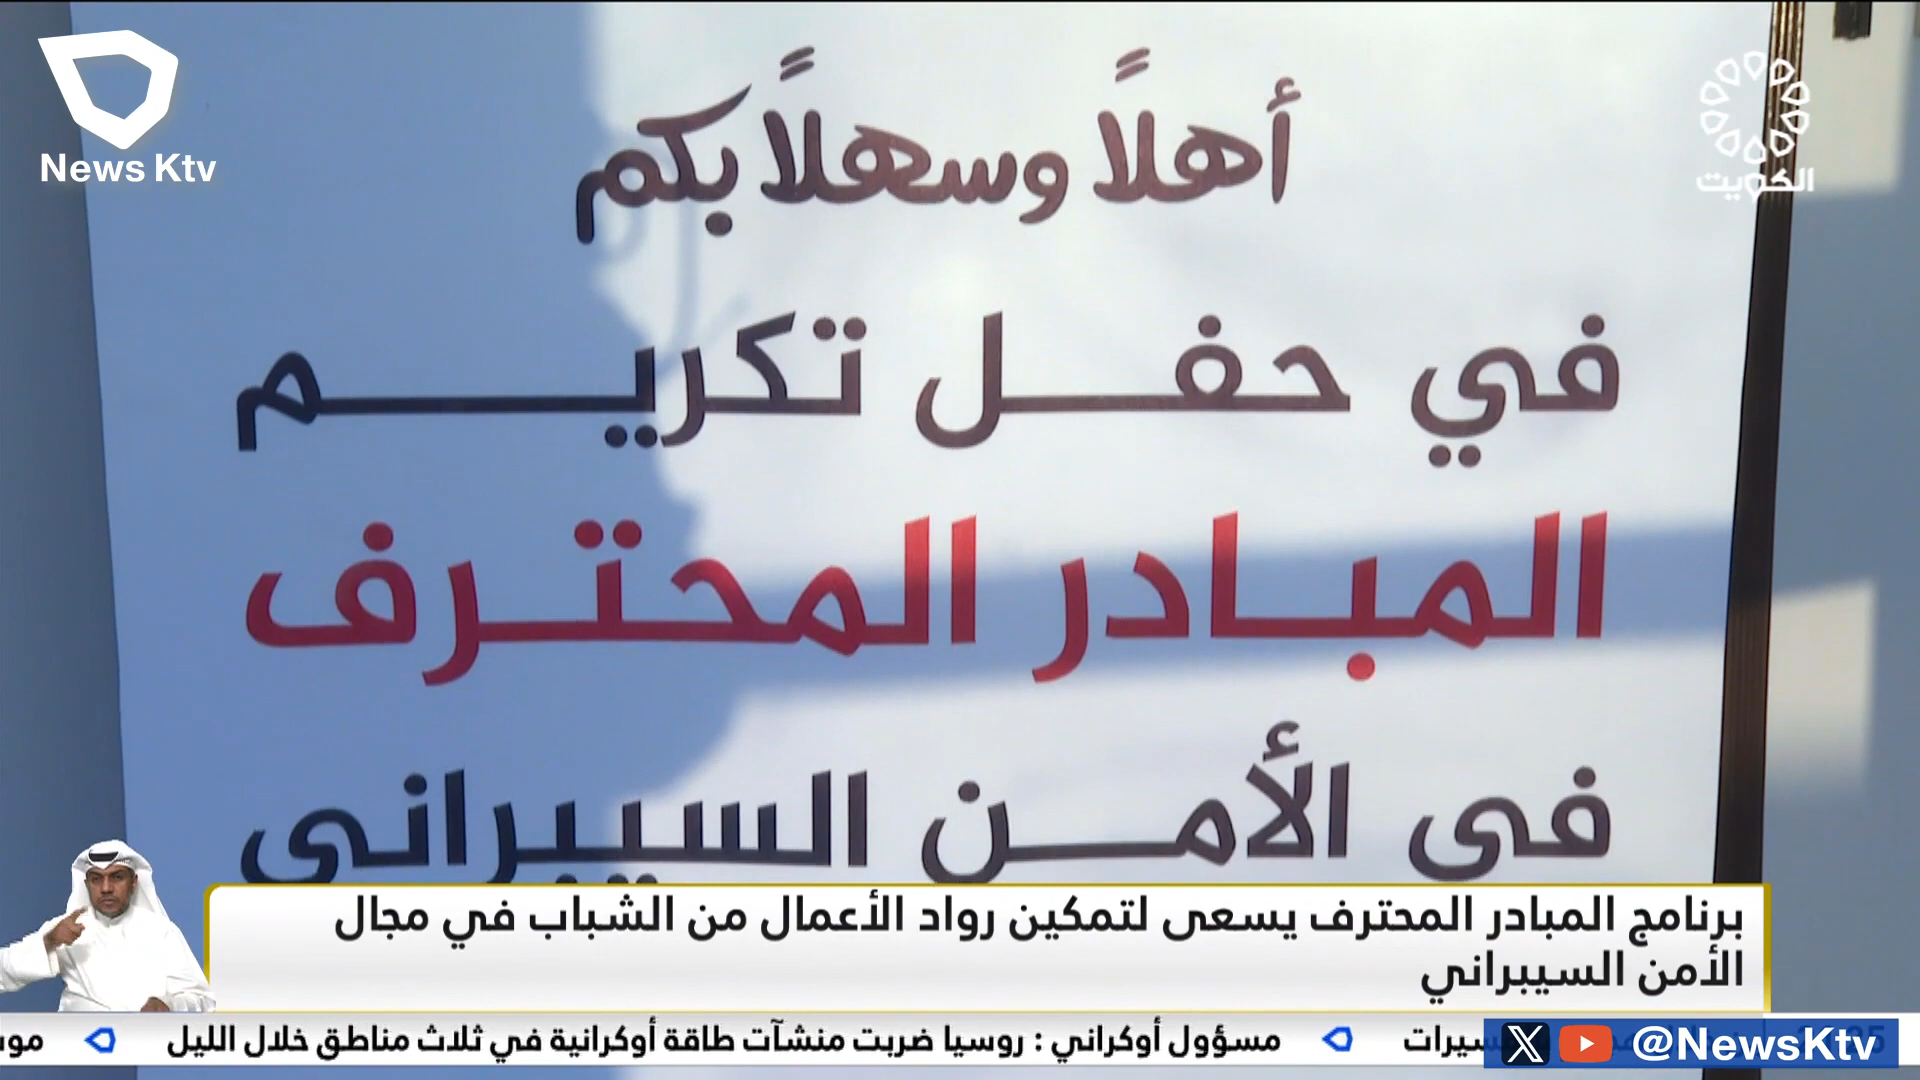 News Ktv
الكويت
أهلاً وسهلاً بكم
في حفل تكريم
المبادر المحترف
في الأمن السيبراني
برنامج المبادر المحترف يسعى لتمكين رواد الأعمال من الشباب في مجال
الأمن السيبراني
مسؤول أوكراني : روسيا ضربت منشآت طاقة أوكرانية في ثلاث مناطق خلال الليل
@NewsKtv